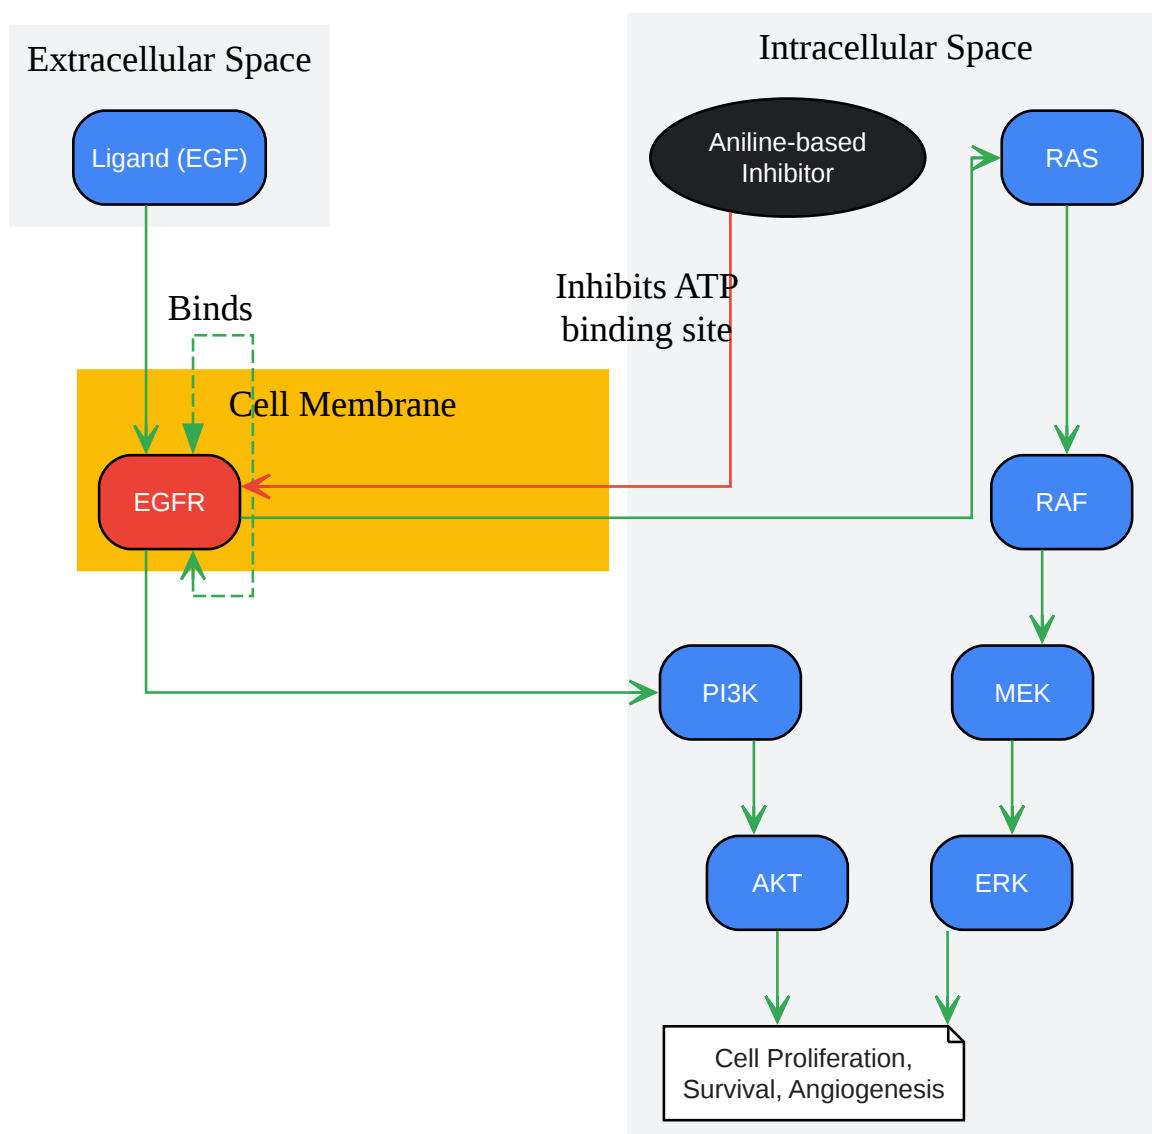 Extracellular Space
Intracellular Space
Ligand (EGF)
Aniline-based
Inhibitor
RAS
Inhibits ATP
binding site
Binds
Cell Membrane
EGFR
RAF
PI3K
MEK
AKT
ERK
Cell Proliferation,
Survival, Angiogenesis